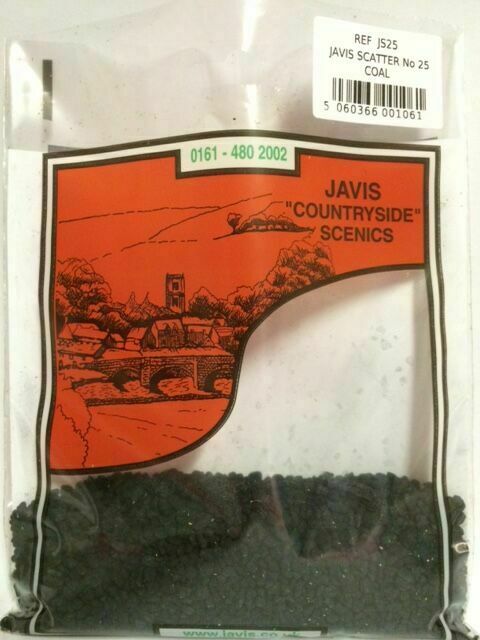 REF JS25
JAVIS SCATTER No 25
COAL
5 060366 001061
0161 - 480 2002
JAVIS
"COUNTRYSIDE"
SCENICS
www.javis.co.uk